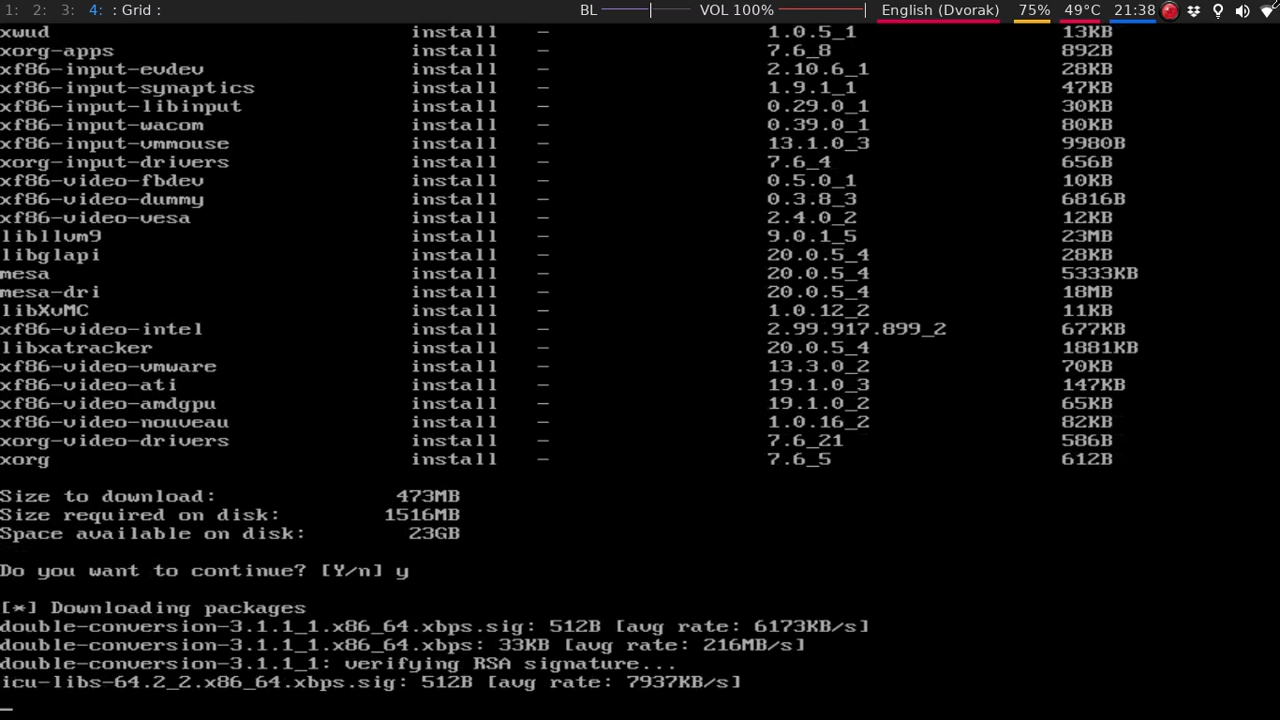 1: 2: 3: 4: : Grid : BL VOL 100% English (Dvorak) 75% 49°C 21:38
xwud install - 1.0.5_1 13KB
xorg-apps install - 7.6_8 892B
xf86-input-evdev install - 2.10.6_1 28KB
xf86-input-synaptics install - 1.9.1_1 47KB
xf86-input-libinput install - 0.29.0_1 30KB
xf86-input-wacom install - 0.39.0_1 80KB
xf86-input-vmmouse install - 13.1.0_3 9980B
xorg-input-drivers install - 7.6_4 656B
xf86-video-fbdev install - 0.5.0_1 10KB
xf86-video-dummy install - 0.3.8_3 6816B
xf86-video-vesa install - 2.4.0_2 12KB
libllvm9 install - 9.0.1_5 23MB
libglapi install - 20.0.5_4 28KB
mesa install - 20.0.5_4 5333KB
mesa-dri install - 20.0.5_4 18MB
libXvMC install - 1.0.12_2 11KB
xf86-video-intel install - 2.99.917.899_2 677KB
libxatracker install - 20.0.5_4 1881KB
xf86-video-vmware install - 13.3.0_2 70KB
xf86-video-ati install - 19.1.0_3 147KB
xf86-video-amdgpu install - 19.1.0_2 65KB
xf86-video-nouveau install - 1.0.16_2 82KB
xorg-video-drivers install - 7.6_21 586B
xorg install - 7.6_5 612B
Size to download: 473MB
Size required on disk: 1516MB
Space available on disk: 23GB
Do you want to continue? [Y/n] y
[*] Downloading packages
double-conversion-3.1.1_1.x86_64.xbps.sig: 512B [avg rate: 6173KB/s]
double-conversion-3.1.1_1.x86_64.xbps: 33KB [avg rate: 216MB/s]
double-conversion-3.1.1_1: verifying RSA signature...
icu-libs-64.2_2.x86_64.xbps.sig: 512B [avg rate: 7937KB/s]